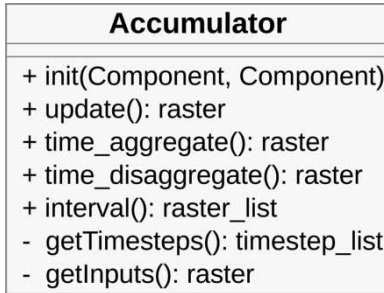 Accumulator
+ init(Component, Component)
+ update(): raster
+ time_aggregate(): raster
+ time_disaggregate(): raster
+ interval(): raster_list
- getTimesteps(): timestep_list
- getInputs(): raster